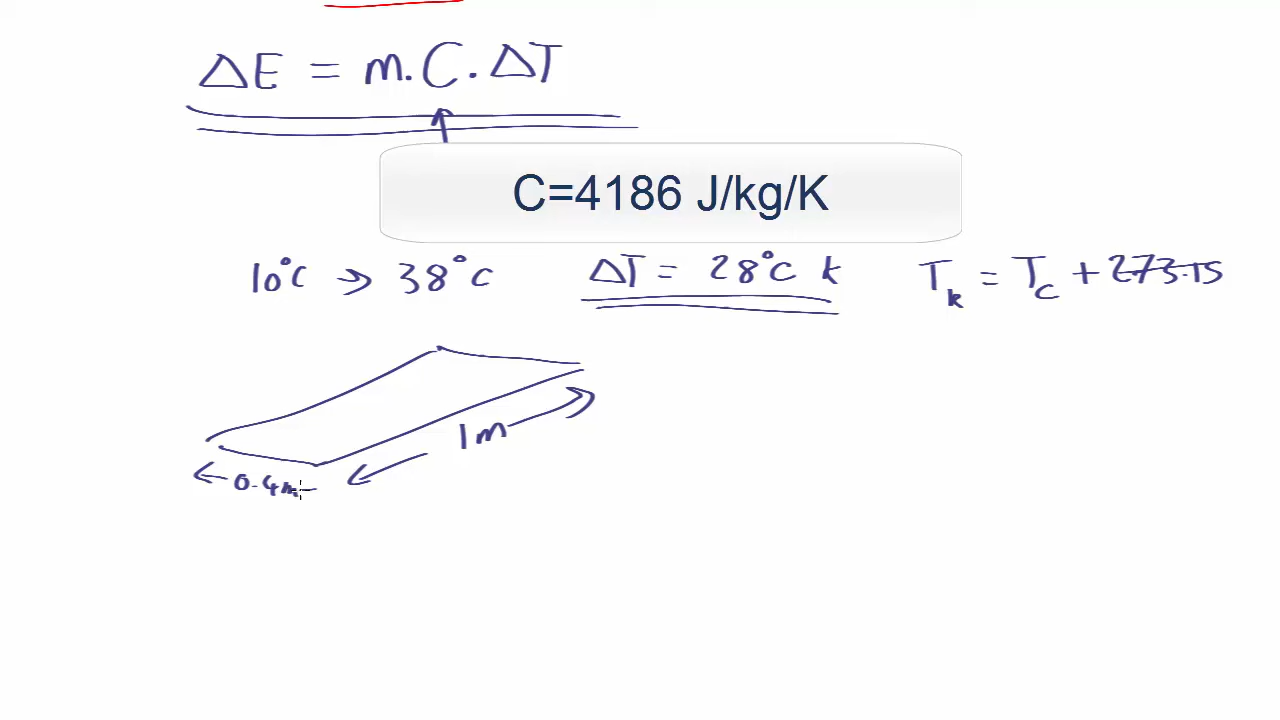 ΔE = m.C.ΔT
C=4186 J/kg/K
10°C → 38°C ΔT = 28°C k T_k = T_c + 273.15
1m
0.4m